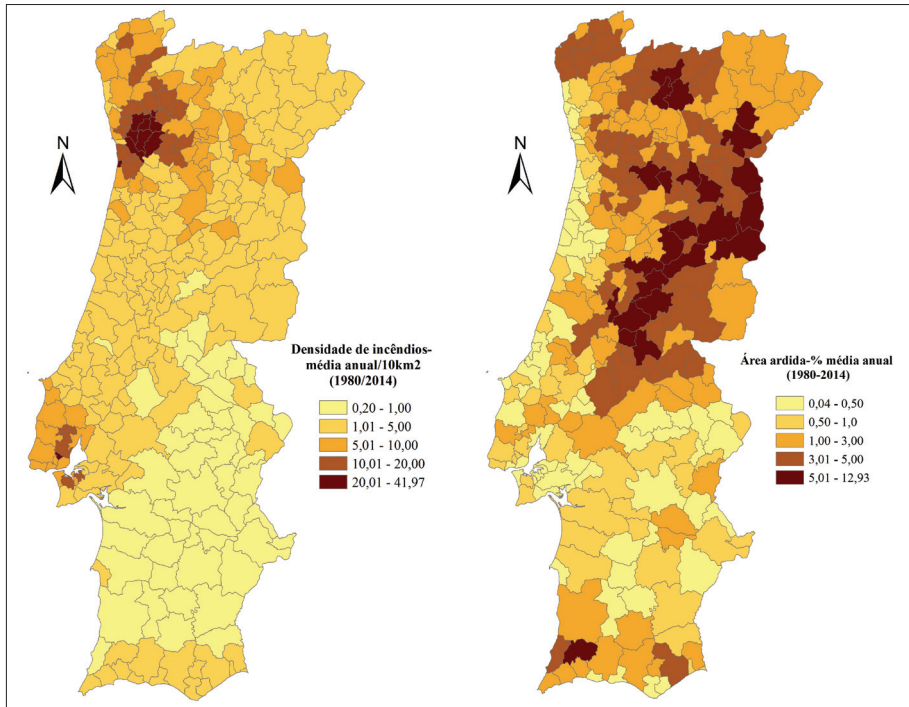 N
Densidade de incêndios-
média anual/10km2
(1980/2014)
0,20 - 1,00
1,01 - 5,00
5,01 - 10,00
10,01 - 20,00
20,01 - 41,97
N
Área ardida-% média anual
(1980-2014)
0,04 - 0,50
0,50 - 1,0
1,00 - 3,00
3,01 - 5,00
5,01 - 12,93